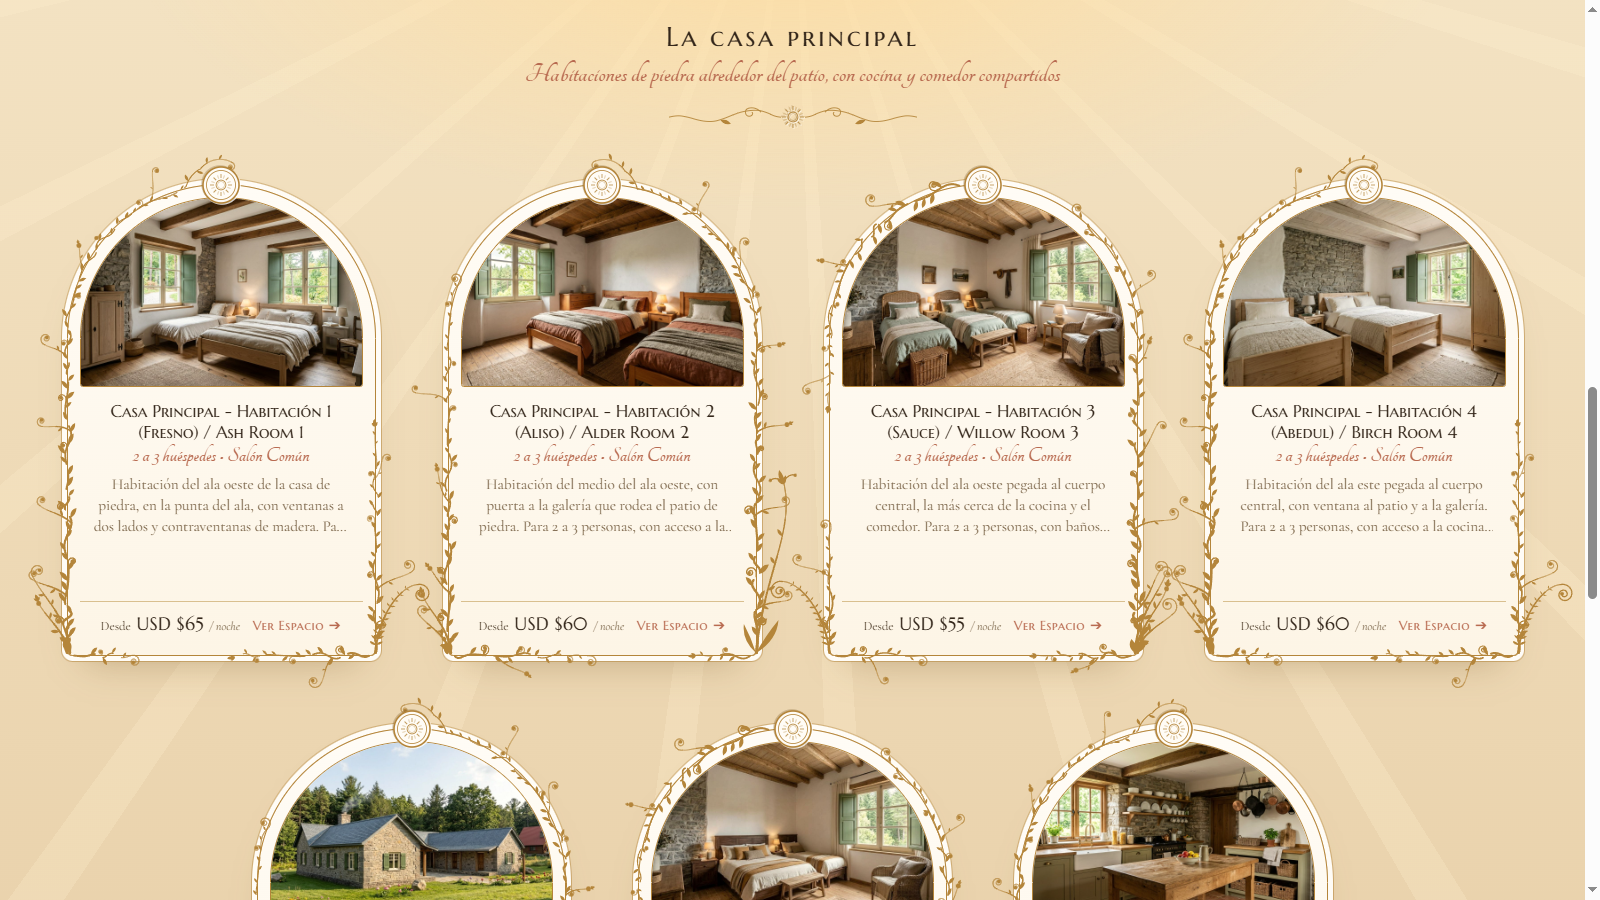 La casa principal
Habitaciones de piedra alrededor del patio, con cocina y comedor compartidos
Casa Principal - Habitación 1
(Fresno) / Ash Room 1
2 a 3 huéspedes • Salón Común
Habitación del ala oeste de la casa de
piedra, en la punta del ala, con ventanas a
dos lados y contraventanas de madera. Pa...
Desde USD $65 / noche Ver Espacio →
Casa Principal - Habitación 2
(Aliso) / Alder Room 2
2 a 3 huéspedes • Salón Común
Habitación del medio del ala oeste, con
puerta a la galería que rodea el patio de
piedra. Para 2 a 3 personas, con acceso a la...
Desde USD $60 / noche Ver Espacio →
Casa Principal - Habitación 3
(Sauce) / Willow Room 3
2 a 3 huéspedes • Salón Común
Habitación del ala oeste pegada al cuerpo
central, la más cerca de la cocina y el
comedor. Para 2 a 3 personas, con baños...
Desde USD $55 / noche Ver Espacio →
Casa Principal - Habitación 4
(Abedul) / Birch Room 4
2 a 3 huéspedes • Salón Común
Habitación del ala este pegada al cuerpo
central, con ventana al patio y a la galería.
Para 2 a 3 personas, con acceso a la cocina...
Desde USD $60 / noche Ver Espacio →